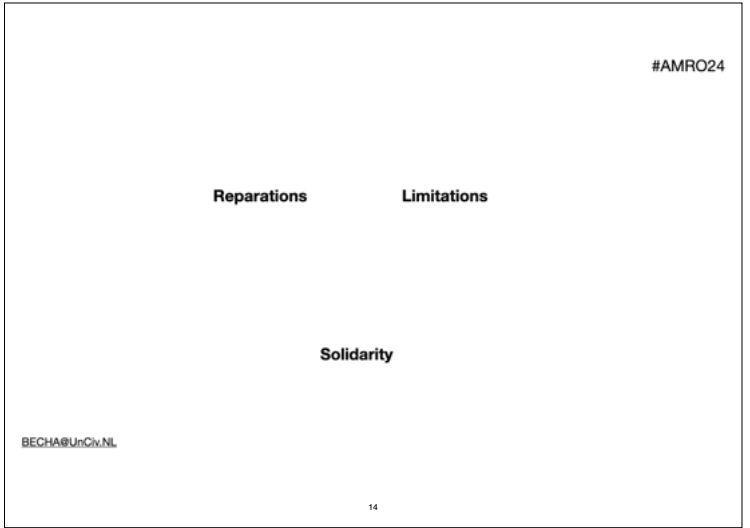 #AMRO24
Reparations Limitations
Solidarity
BECHA@UnCiv.NL
14